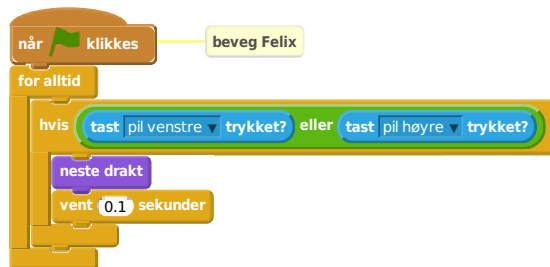 når klikkes beveg Felix
for alltid
hvis tast pil venstre trykket? eller tast pil høyre trykket?
neste drakt
vent 0.1 sekunder